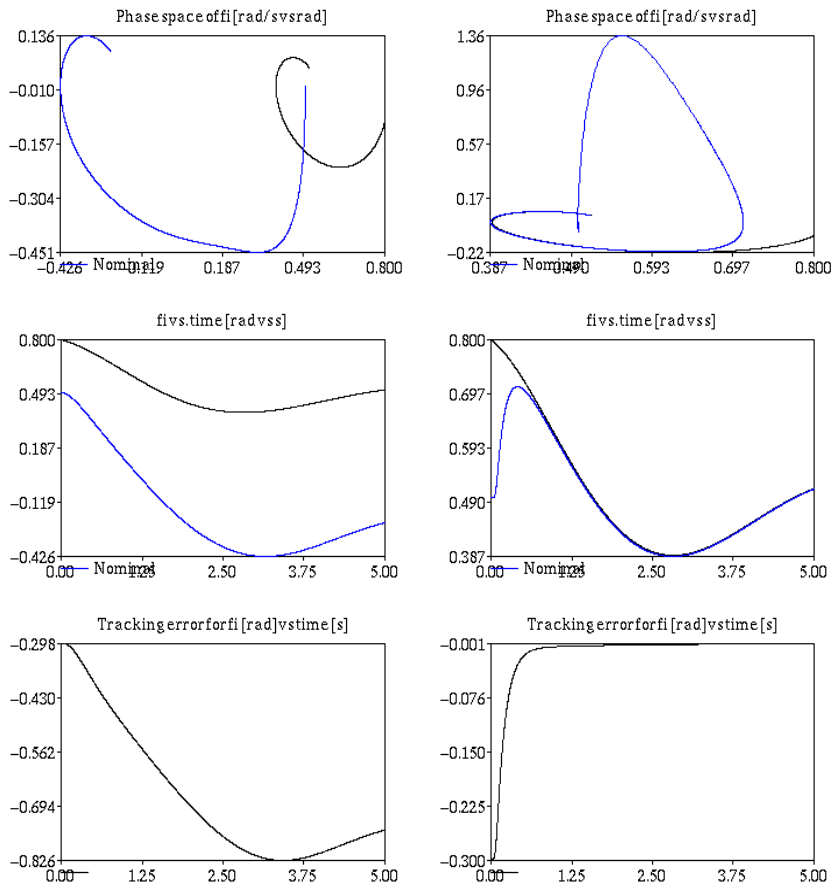 Phase space of fi [rad/s vs rad]
0.136
−0.010
−0.157
−0.304
−0.451
−0.426 −0.119 0.187 0.493 0.800
Nominal
Phase space of fi [rad/s vs rad]
1.36
0.96
0.57
0.17
−0.22
0.387 0.490 0.593 0.697 0.800
Nominal
fi vs. time [rad vs s]
0.800
0.493
0.187
−0.119
−0.426
0.00 1.25 2.50 3.75 5.00
Nominal
fi vs. time [rad vs s]
0.800
0.697
0.593
0.490
0.387
0.00 1.25 2.50 3.75 5.00
Nominal
Tracking error for fi [rad] vs time [s]
−0.298
−0.430
−0.562
−0.694
−0.826
0.00 1.25 2.50 3.75 5.00
Tracking error for fi [rad] vs time [s]
−0.001
−0.076
−0.150
−0.225
−0.300
0.00 1.25 2.50 3.75 5.00